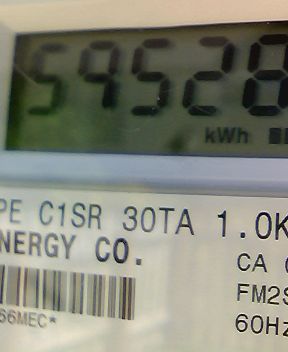 59528
kWh
PE C1SR 30TA 1.0K
NERGY CO.
CA
FM2S
66MEC*
60Hz